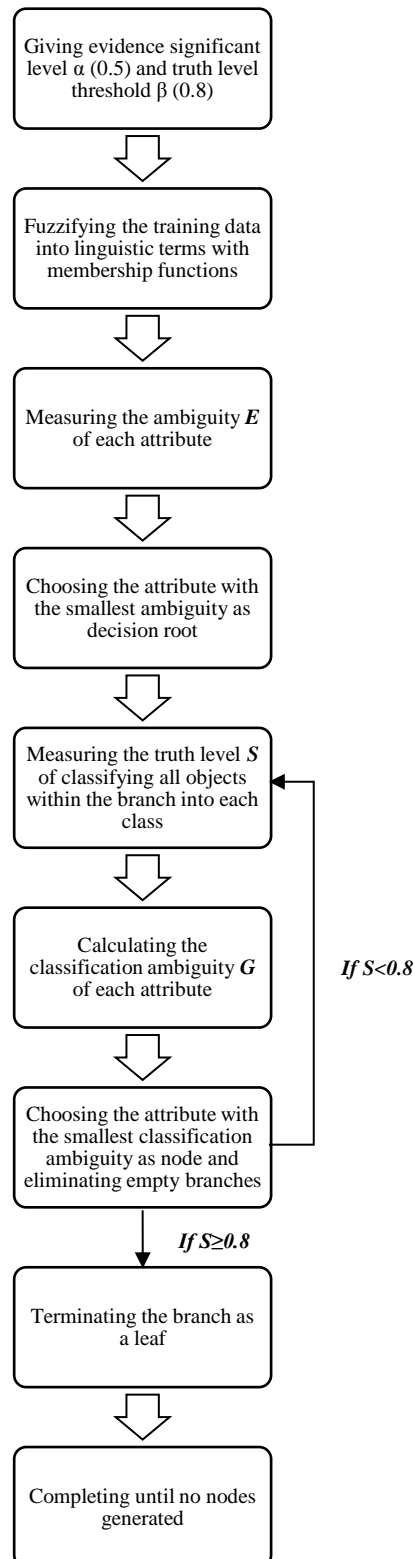 Giving evidence significant
level α (0.5) and truth level
threshold β (0.8)
Fuzzifying the training data
into linguistic terms with
membership functions
Measuring the ambiguity E
of each attribute
Choosing the attribute with
the smallest ambiguity as
decision root
Measuring the truth level S
of classifying all objects
within the branch into each
class
Calculating the
classification ambiguity G
of each attribute
If S<0.8
Choosing the attribute with
the smallest classification
ambiguity as node and
eliminating empty branches
If S≥0.8
Terminating the branch as
a leaf
Completing until no nodes
generated